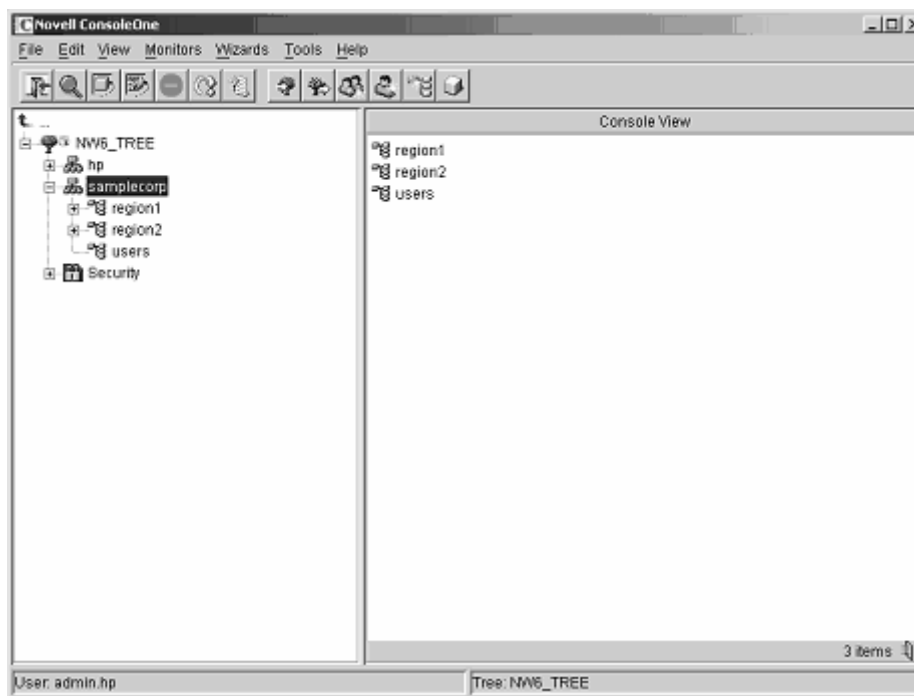 Novell ConsoleOne
File Edit View Monitors Wizards Tools Help
..
NW6_TREE
hp
samplecorp
region1
region2
users
Security
Console View
region1
region2
users
3 items
User: admin.hp
Tree: NW6_TREE